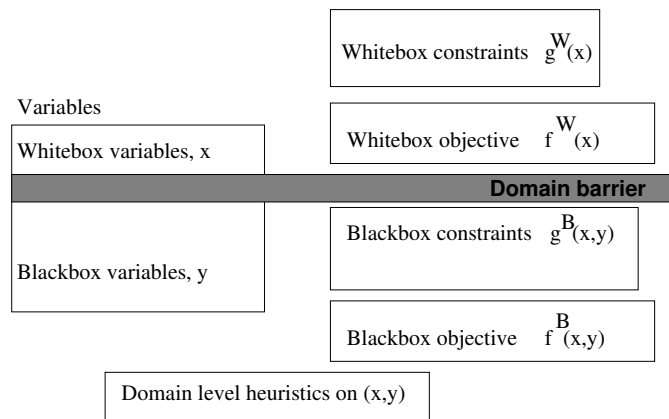 Whitebox constraints g^W(x)
Variables
Whitebox objective f^W(x)
Whitebox variables, x
Domain barrier
Blackbox constraints g^B(x,y)
Blackbox variables, y
Blackbox objective f^B(x,y)
Domain level heuristics on (x,y)